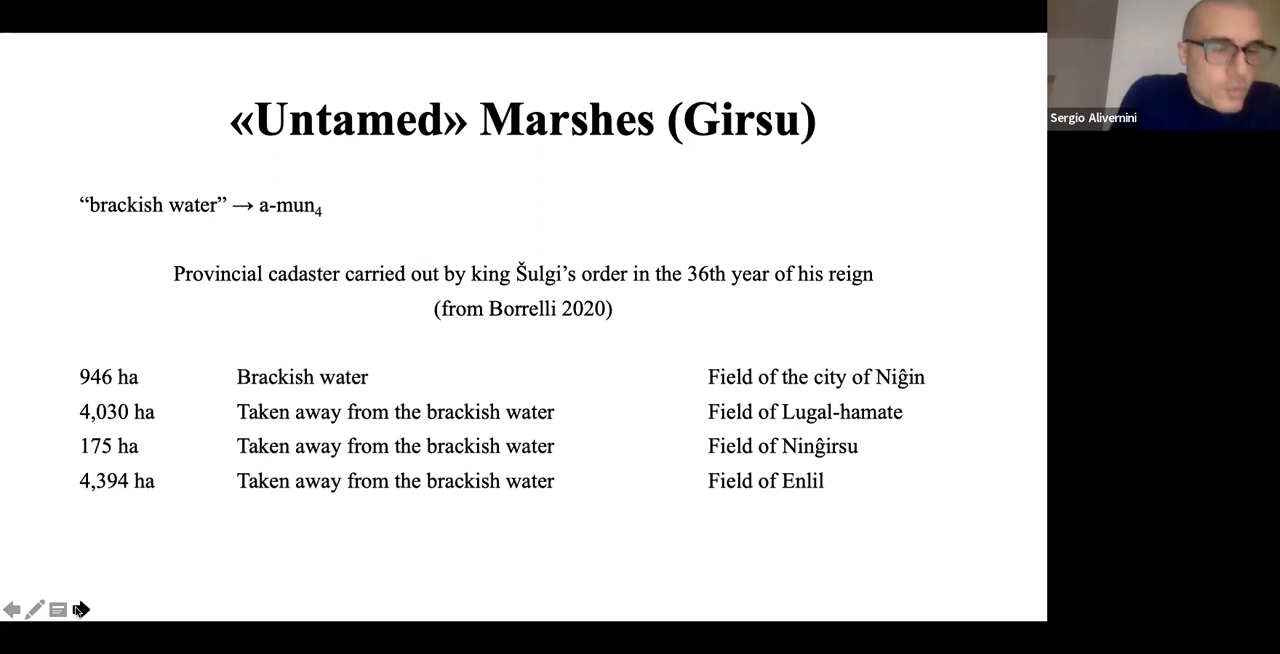 «Untamed» Marshes (Girsu)
“brackish water” → a-mun₄
Provincial cadaster carried out by king Šulgi’s order in the 36th year of his reign
(from Borrelli 2020)
946 ha Brackish water Field of the city of Niĝin
4,030 ha Taken away from the brackish water Field of Lugal-hamate
175 ha Taken away from the brackish water Field of Ninĝirsu
4,394 ha Taken away from the brackish water Field of Enlil
Sergio Alivernini